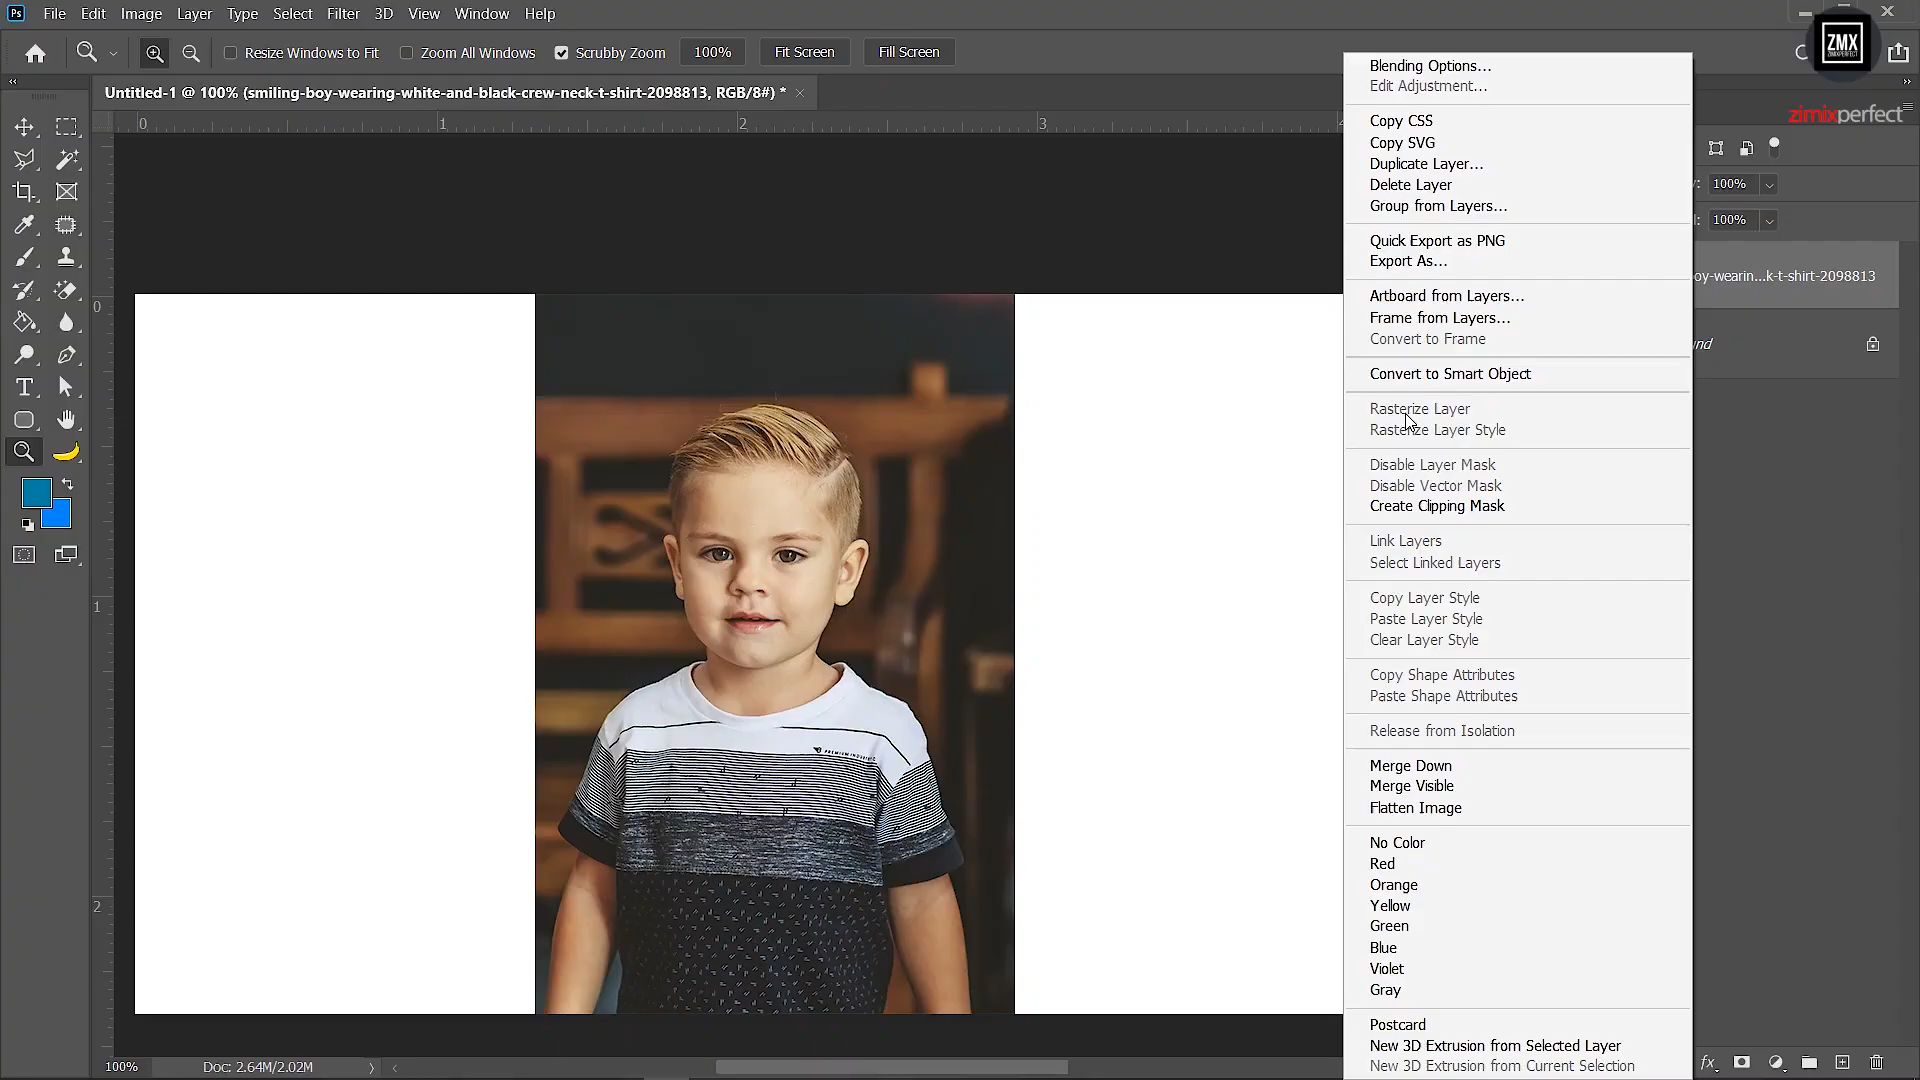 Ps File Edit Image Layer Type Select Filter 3D View Window Help
Resize Windows to Fit Zoom All Windows Scrubby Zoom 100% Fit Screen Fill Screen
ZMX
ZIMIXPERFECT
Untitled-1 @ 100% (smiling-boy-wearing-white-and-black-crew-neck-t-shirt-2098813, RGB/8#) *
zimixperfect
0 1 2 3
0
1
2
Blending Options...
Edit Adjustment...
Copy CSS
Copy SVG
Duplicate Layer...
Delete Layer
Group from Layers...
Quick Export as PNG
Export As...
Artboard from Layers...
Frame from Layers...
Convert to Frame
Convert to Smart Object
Rasterize Layer
Rasterize Layer Style
Disable Layer Mask
Disable Vector Mask
Create Clipping Mask
Link Layers
Select Linked Layers
Copy Layer Style
Paste Layer Style
Clear Layer Style
Copy Shape Attributes
Paste Shape Attributes
Release from Isolation
Merge Down
Merge Visible
Flatten Image
No Color
Red
Orange
Yellow
Green
Blue
Violet
Gray
Postcard
New 3D Extrusion from Selected Layer
New 3D Extrusion from Current Selection
100%
100%
oy-wearin...k-t-shirt-2098813
nd
T
100% Doc: 2.64M/2.02M
fx